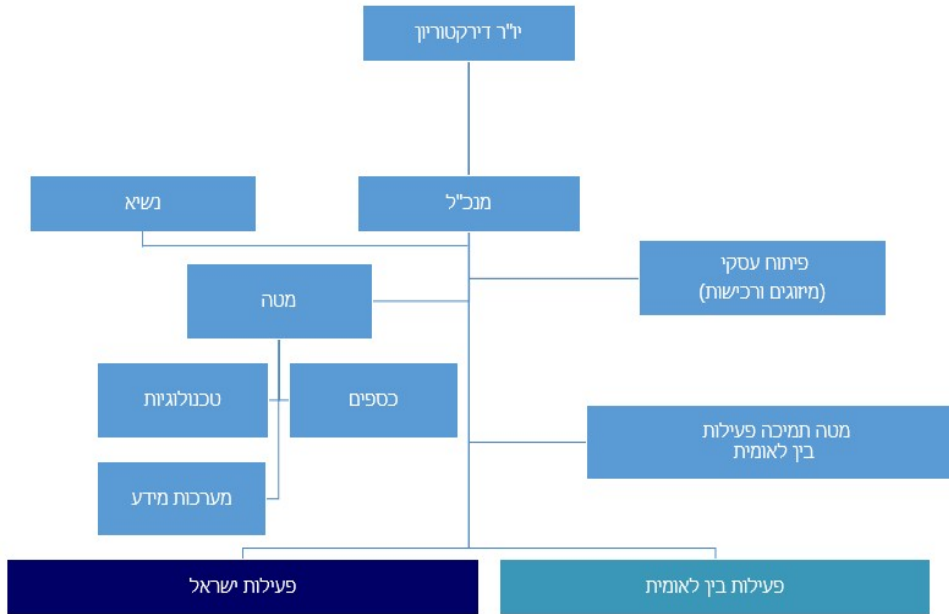 יו"ר דירקטוריון
מנכ"ל
נשיא
פיתוח עסקי
(מיזוגים ורכישות)
מטה
כספים
טכנולוגיות
מטה תמיכה פעילות
בין לאומית
מערכות מידע
פעילות בין לאומית
פעילות ישראל